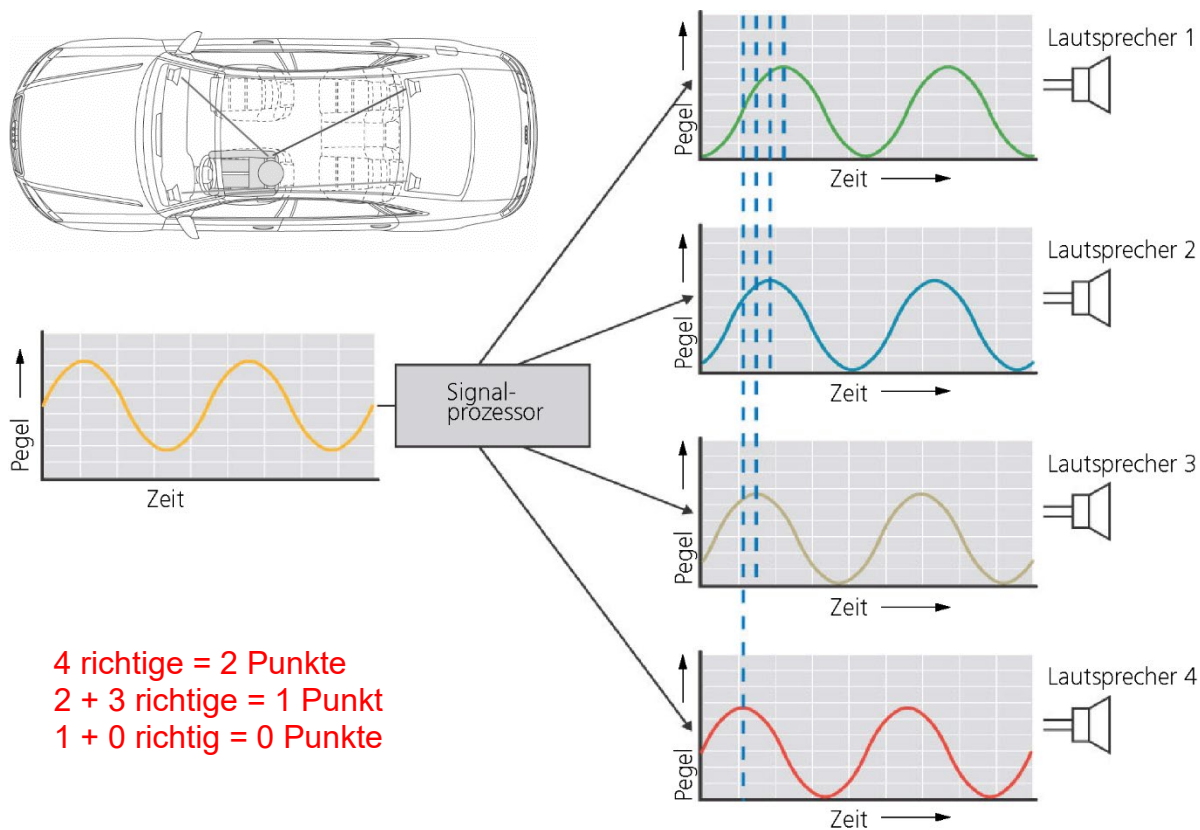 Lautsprecher 1
Pegel
Zeit
Lautsprecher 2
Pegel
Zeit
Pegel
Zeit
Signal-
prozessor
Lautsprecher 3
Pegel
Zeit
4 richtige = 2 Punkte
2 + 3 richtige = 1 Punkt
1 + 0 richtig = 0 Punkte
Lautsprecher 4
Pegel
Zeit